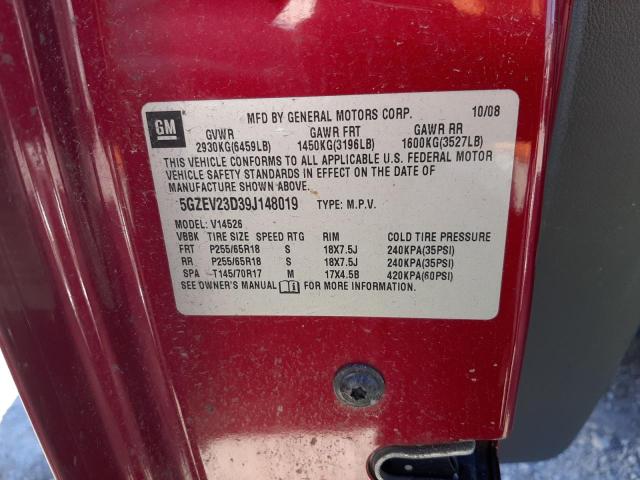 GM
MFD BY GENERAL MOTORS CORP. 10/08
GVWR GAWR FRT GAWR RR
2930KG(6459LB) 1450KG(3196LB) 1600KG(3527LB)
THIS VEHICLE CONFORMS TO ALL APPLICABLE U.S. FEDERAL MOTOR
VEHICLE SAFETY STANDARDS IN EFFECT ON THE DATE OF
MANUFACTURE SHOWN ABOVE.
5GZEV23D39J148019 TYPE: M.P.V.
MODEL: V14526
VBBK TIRE SIZE SPEED RTG RIM COLD TIRE PRESSURE
FRT P255/65R18 S 18X7.5J 240KPA(35PSI)
RR P255/65R18 S 18X7.5J 240KPA(35PSI)
SPA T145/70R17 M 17X4.5B 420KPA(60PSI)
SEE OWNER'S MANUAL i FOR MORE INFORMATION.